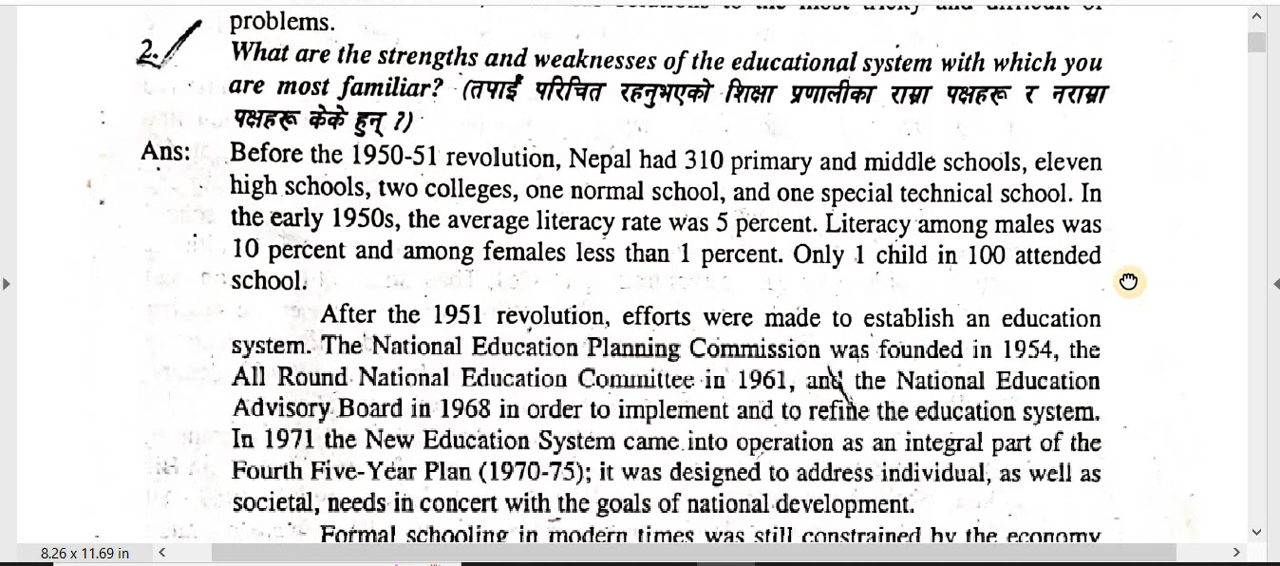 problems.
2. What are the strengths and weaknesses of the educational system with which you
are most familiar? (तपाईं परिचित रहनुभएको शिक्षा प्रणालीका राम्रा पक्षहरू र नराम्रा
पक्षहरू केके हुन् ?)
Ans: Before the 1950-51 revolution, Nepal had 310 primary and middle schools, eleven
high schools, two colleges, one normal school, and one special technical school. In
the early 1950s, the average literacy rate was 5 percent. Literacy among males was
10 percent and among females less than 1 percent. Only 1 child in 100 attended
school.
After the 1951 revolution, efforts were made to establish an education
system. The National Education Planning Commission was founded in 1954, the
All Round National Education Committee in 1961, and the National Education
Advisory Board in 1968 in order to implement and to refine the education system.
In 1971 the New Education System came into operation as an integral part of the
Fourth Five-Year Plan (1970-75); it was designed to address individual, as well as
societal, needs in concert with the goals of national development.
Formal schooling in modern times was still constrained by the economy
8.26 x 11.69 in